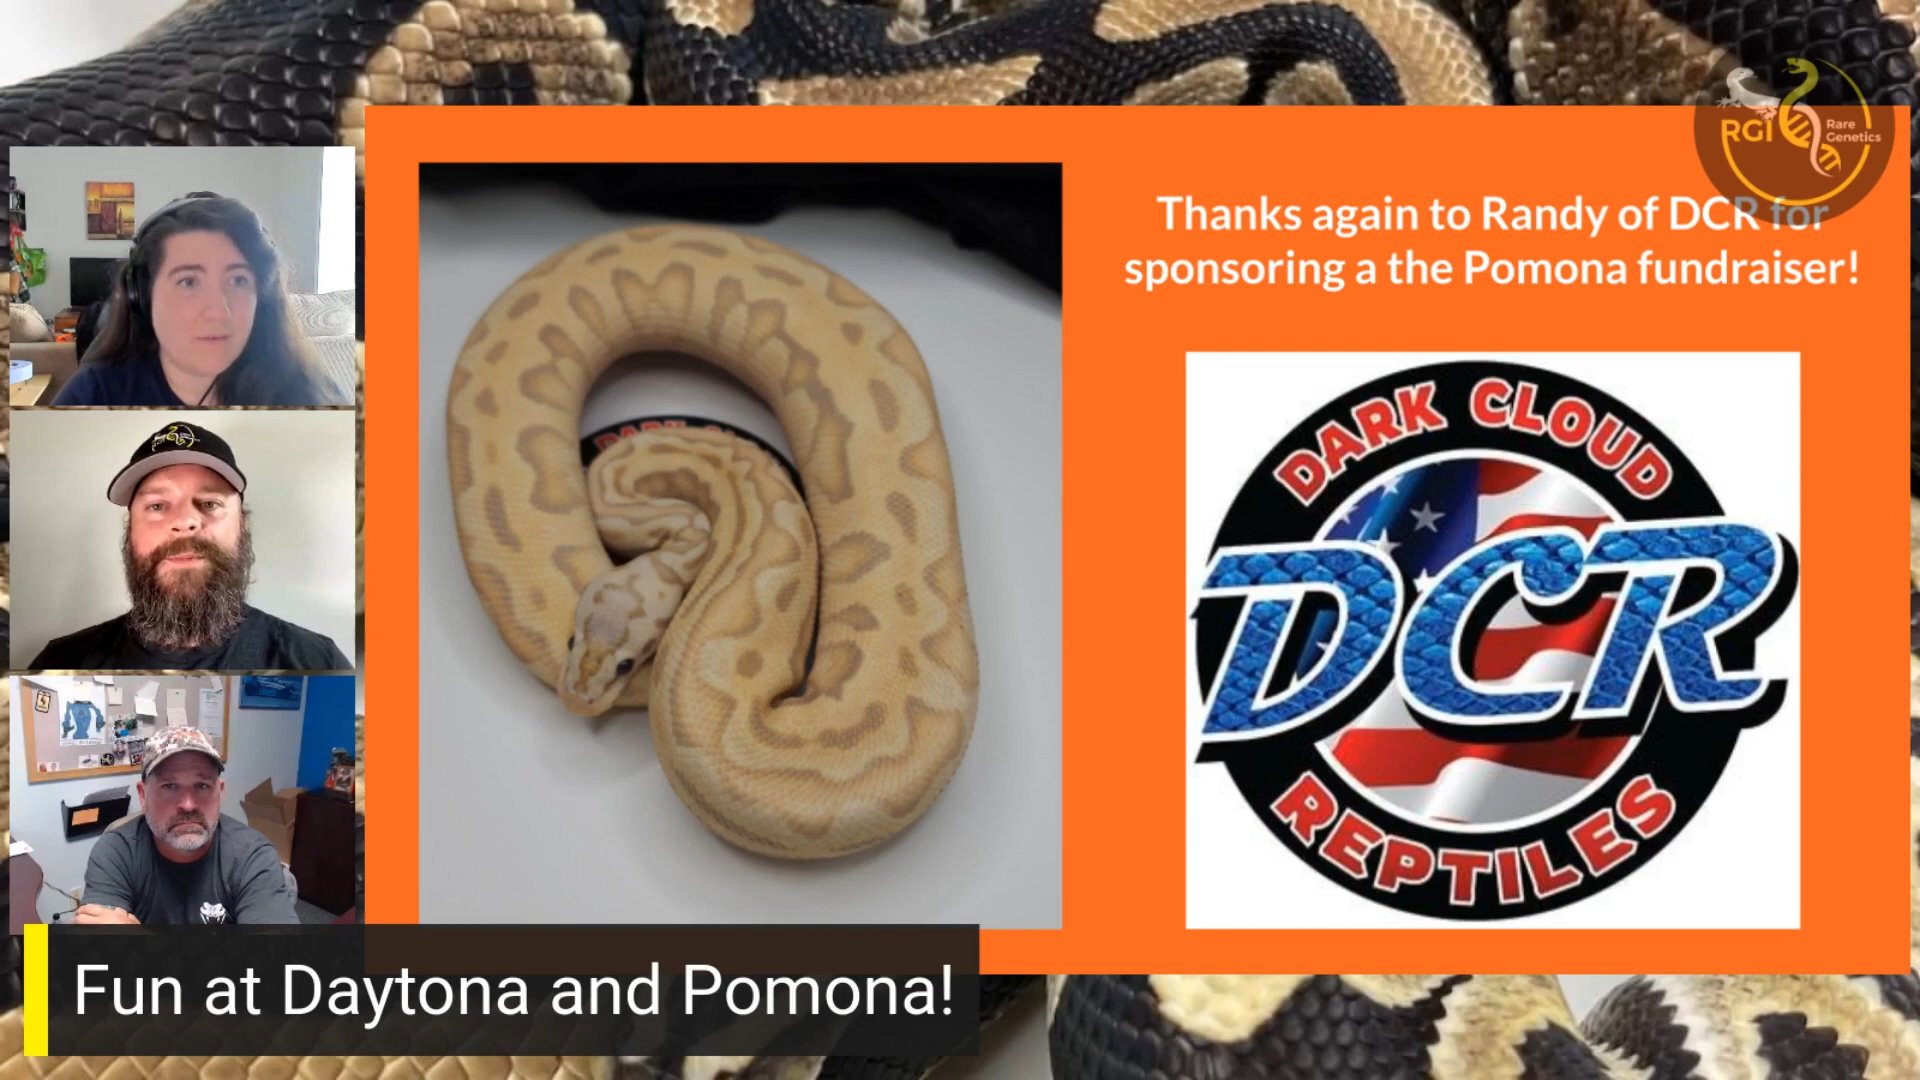 RGI
Rare
Genetics
Thanks again to Randy of DCR for
sponsoring a the Pomona fundraiser!
DARK CLOUD
DCR
REPTILES
Fun at Daytona and Pomona!